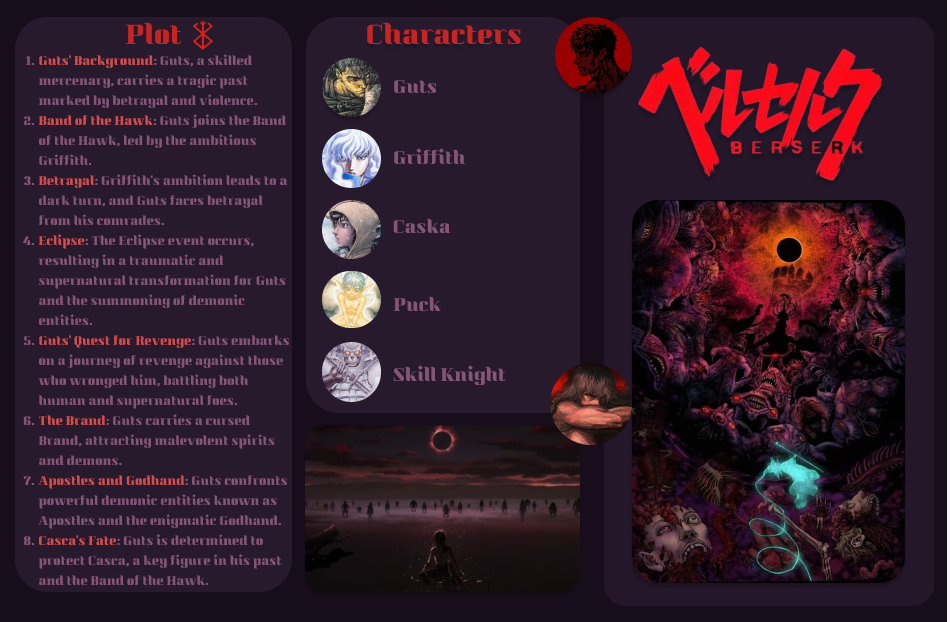 Plot
1. Guts' Background: Guts, a skilled
mercenary, carries a tragic past
marked by betrayal and violence.
2. Band of the Hawk: Guts joins the Band
of the Hawk, led by the ambitious
Griffith.
3. Betrayal: Griffith's ambition leads to a
dark turn, and Guts faces betrayal
from his comrades.
4. Eclipse: The Eclipse event occurs,
resulting in a traumatic and
supernatural transformation for Guts
and the summoning of demonic
entities.
5. Guts' Quest for Revenge: Guts embarks
on a journey of revenge against those
who wronged him, battling both
human and supernatural foes.
6. The Brand: Guts carries a cursed
Brand, attracting malevolent spirits
and demons.
7. Apostles and Godhand: Guts confronts
powerful demonic entities known as
Apostles and the enigmatic Godhand.
8. Casca's Fate: Guts is determined to
protect Casca, a key figure in his past
and the Band of the Hawk.
Characters
Guts
Griffith
Caska
Puck
Skill Knight
ベルセルク
BERSERK